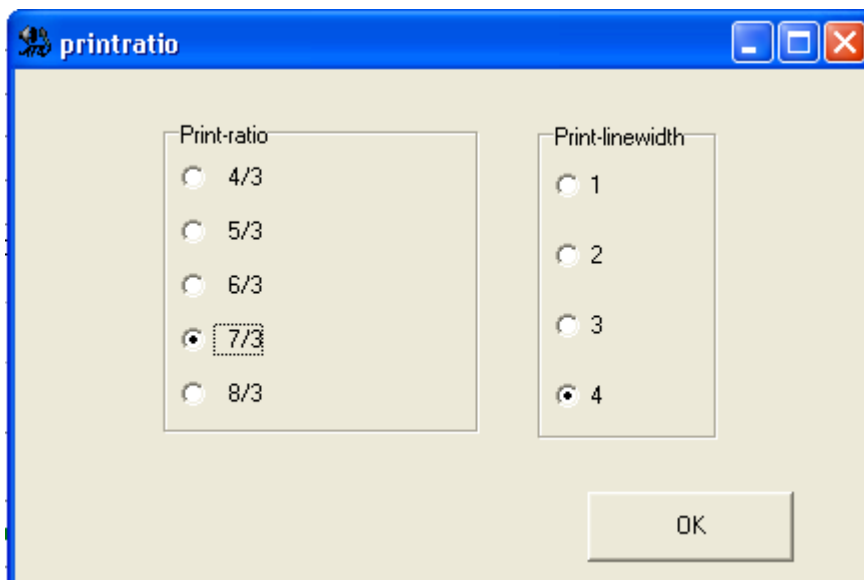 printratio
Print-ratio
4/3
5/3
6/3
7/3
8/3
Print-linewidth
1
2
3
4
OK